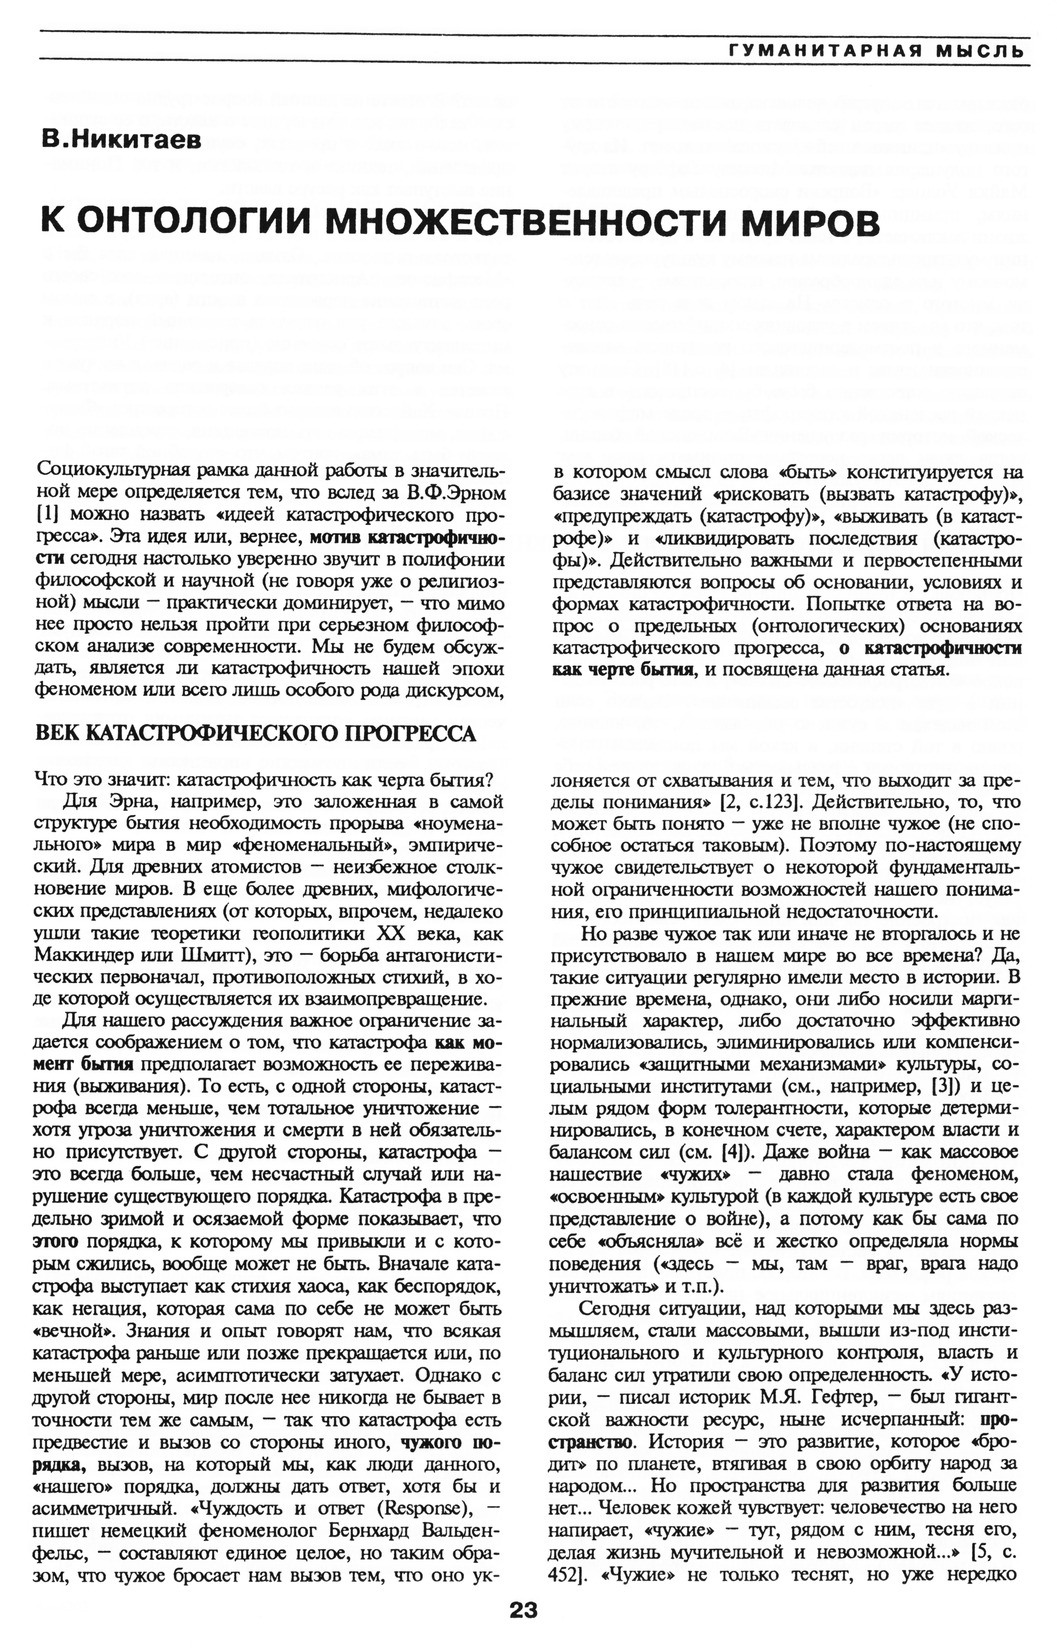 ГУМАНИТАРНАЯ МЫСЛЬ
В.Никитаев
К ОНТОЛОГИИ МНОЖЕСТВЕННОСТИ МИРОВ
Социокультурная рамка данной работы в значитель-
ной мере определяется тем, что вслед за В.Ф.Эрном
[1] можно назвать «идеей катастрофического про-
гресса». Эта идея или, вернее, мотив катастрофично-
сти сегодня настолько уверенно звучит в полифонии
философской и научной (не говоря уже о религиоз-
ной) мысли — практически доминирует, — что мимо
нее просто нельзя пройти при серьезном философ-
ском анализе современности. Мы не будем обсуж-
дать, является ли катастрофичность нашей эпохи
феноменом или всего лишь особого рода дискурсом,
в котором смысл слова «быть» конституируется на
базисе значений «рисковать (вызвать катастрофу)»,
«предупреждать (катастрофу)», «выживать (в катаст-
рофе)» и «ликвидировать последствия (катастро-
фы)». Действительно важными и первостепенными
представляются вопросы об основании, условиях и
формах катастрофичности. Попытке ответа на во-
прос о предельных (онтологических) основаниях
катастрофического прогресса, о катастрофичности
как черте бытия, и посвящена данная статья.
ВЕК КАТАСТРОФИЧЕСКОГО ПРОГРЕССА
Что это значит: катастрофичность как черта бытия?
Для Эрна, например, это заложенная в самой
структуре бытия необходимость прорыва «ноумена-
льного» мира в мир «феноменальный», эмпириче-
ский. Для древних атомистов — неизбежное столк-
новение миров. В еще более древних, мифологиче-
ских представлениях (от которых, впрочем, недалеко
ушли такие теоретики геополитики XX века, как
Маккиндер или Шмитт), это — борьба антагонисти-
ческих первоначал, противоположных стихий, в хо-
де которой осуществляется их взаимопревращение.
Для нашего рассуждения важное ограничение за-
дается соображением о том, что катастрофа как мо-
мент бытия предполагает возможность ее пережива-
ния (выживания). То есть, с одной стороны, катаст-
рофа всегда меньше, чем тотальное уничтожение —
хотя угроза уничтожения и смерти в ней обязатель-
но присутствует. С другой стороны, катастрофа —
это всегда больше, чем несчастный случай или на-
рушение существующего порядка. Катастрофа в пре-
дельно зримой и осязаемой форме показывает, что
этого порядка, к которому мы привыкли и с кото-
рым сжились, вообще может не быть. Вначале ката-
строфа выступает как стихия хаоса, как беспорядок,
как негация, которая сама по себе не может быть
«вечной». Знания и опыт говорят нам, что всякая
катастрофа раньше или позже прекращается или, по
меньшей мере, асимптотически затухает. Однако с
другой стороны, мир после нее никогда не бывает в
точности тем же самым, — так что катастрофа есть
предвестие и вызов со стороны иного, чужого по-
рядка, вызов, на который мы, как люди данного,
«нашего» порядка, должны дать ответ, хотя бы и
асимметричный. «Чуждость и ответ (Response), —
пишет немецкий феноменолог Бернхард Вальден-
фельс, — составляют единое целое, но таким обра-
зом, что чужое бросает нам вызов тем, что оно ук-
лоняется от схватывания и тем, что выходит за пре-
делы понимания» [2, с.123]. Действительно, то, что
может быть понято — уже не вполне чужое (не спо-
собное остаться таковым). Поэтому по-настоящему
чужое свидетельствует о некоторой фундаменталь-
ной ограниченности возможностей нашего понима-
ния, его принципиальной недостаточности.
Но разве чужое так или иначе не вторгалось и не
присутствовало в нашем мире во все времена? Да,
такие ситуации регулярно имели место в истории. В
прежние времена, однако, они либо носили марги-
нальный характер, либо достаточно эффективно
нормализовались, элиминировались или компенси-
ровались «защитными механизмами» культуры, со-
циальными институтами (см., например, [3]) и це-
лым рядом форм толерантности, которые детерми-
нировались, в конечном счете, характером власти и
балансом сил (см. [4]). Даже война — как массовое
нашествие «чужих» — давно стала феноменом,
«освоенным» культурой (в каждой культуре есть свое
представление о войне), а потому как бы сама по
себе «объясняла» всё и жестко определяла нормы
поведения («здесь — мы, там — враг, врага надо
уничтожать» и т.п.).
Сегодня ситуации, над которыми мы здесь раз-
мышляем, стали массовыми, вышли из-под инсти-
туционального и культурного контроля, власть и
баланс сил утратили свою определенность. «У исто-
рии, — писал историк М.Я. Гефтер, — был гигант-
ской важности ресурс, ныне исчерпанный: про-
странство. История — это развитие, которое «бро-
дит» по планете, втягивая в свою орбиту народ за
народом... Но пространства для развития больше
нет... Человек кожей чувствует: человечество на него
напирает, «чужие» — тут, рядом с ним, тесня его,
делая жизнь мучительной и невозможной...» [5, с.
452]. «Чужие» не только теснят, но уже нередко
23